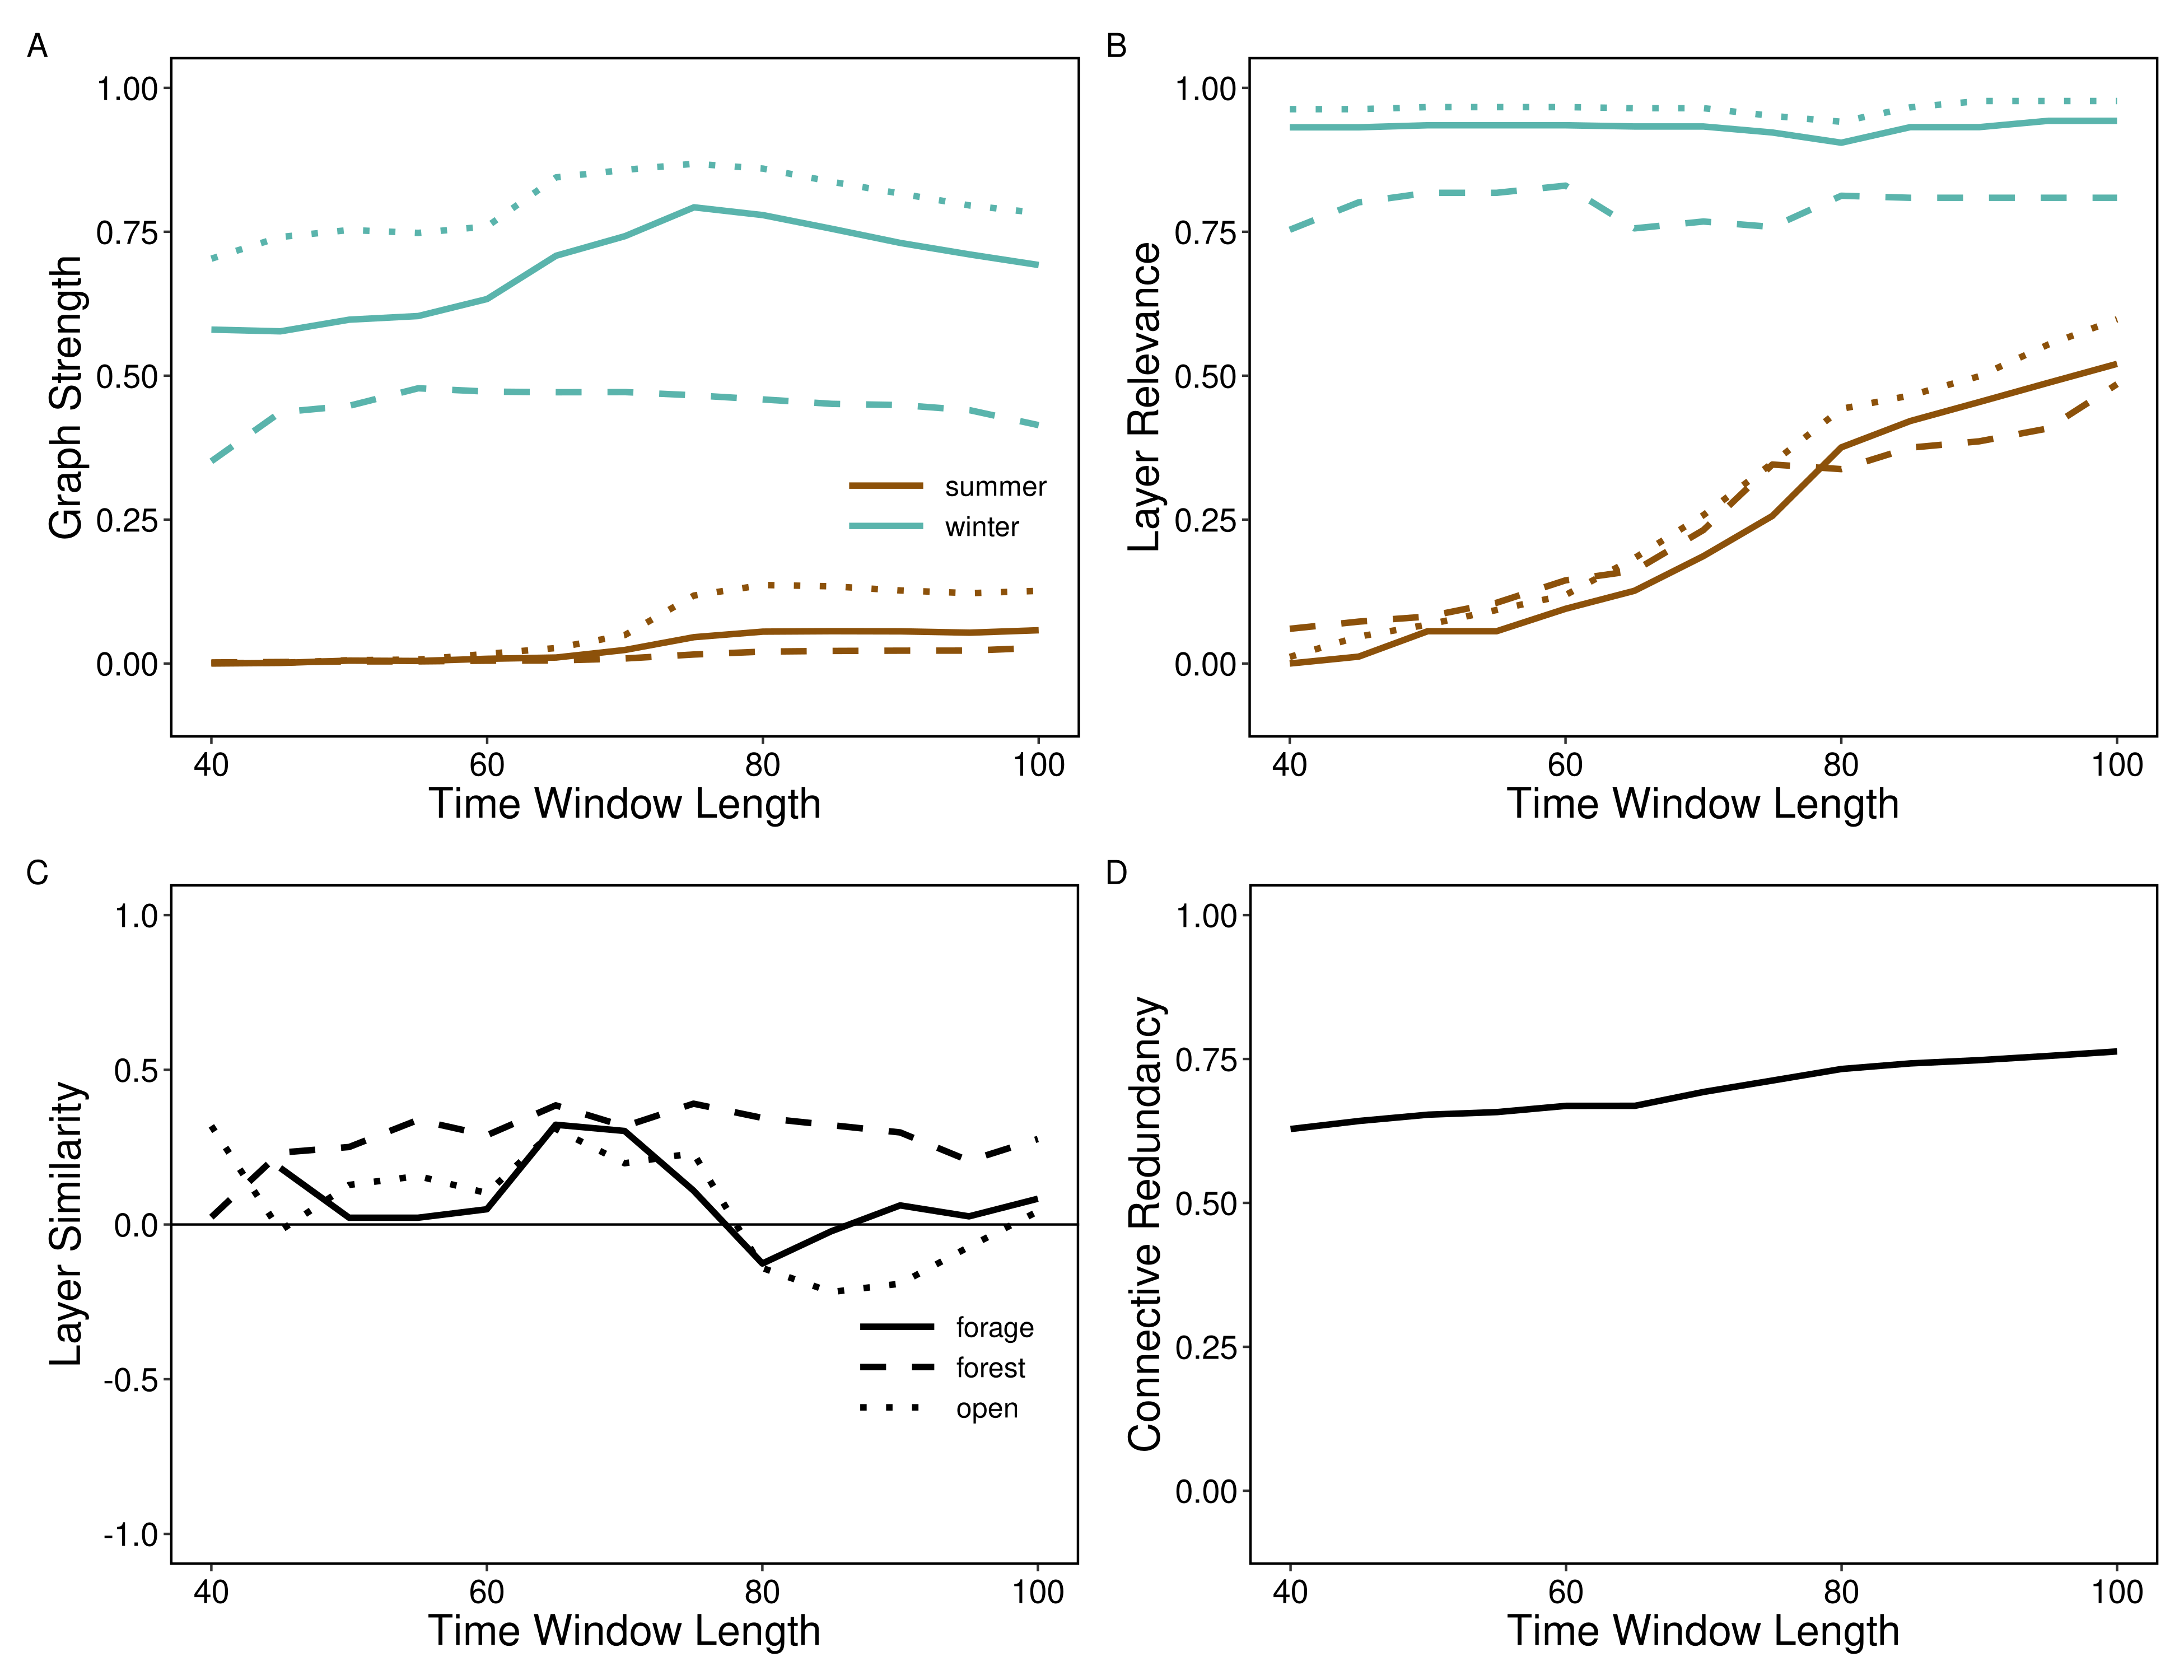 A
1.00
0.75
0.50
0.25
0.00
Graph Strength
summer
winter
40 60 80 100
Time Window Length
B
1.00
0.75
0.50
0.25
0.00
Layer Relevance
40 60 80 100
Time Window Length
C
1.0
0.5
0.0
-0.5
-1.0
Layer Similarity
forage
forest
open
40 60 80 100
Time Window Length
D
1.00
0.75
0.50
0.25
0.00
Connective Redundancy
40 60 80 100
Time Window Length